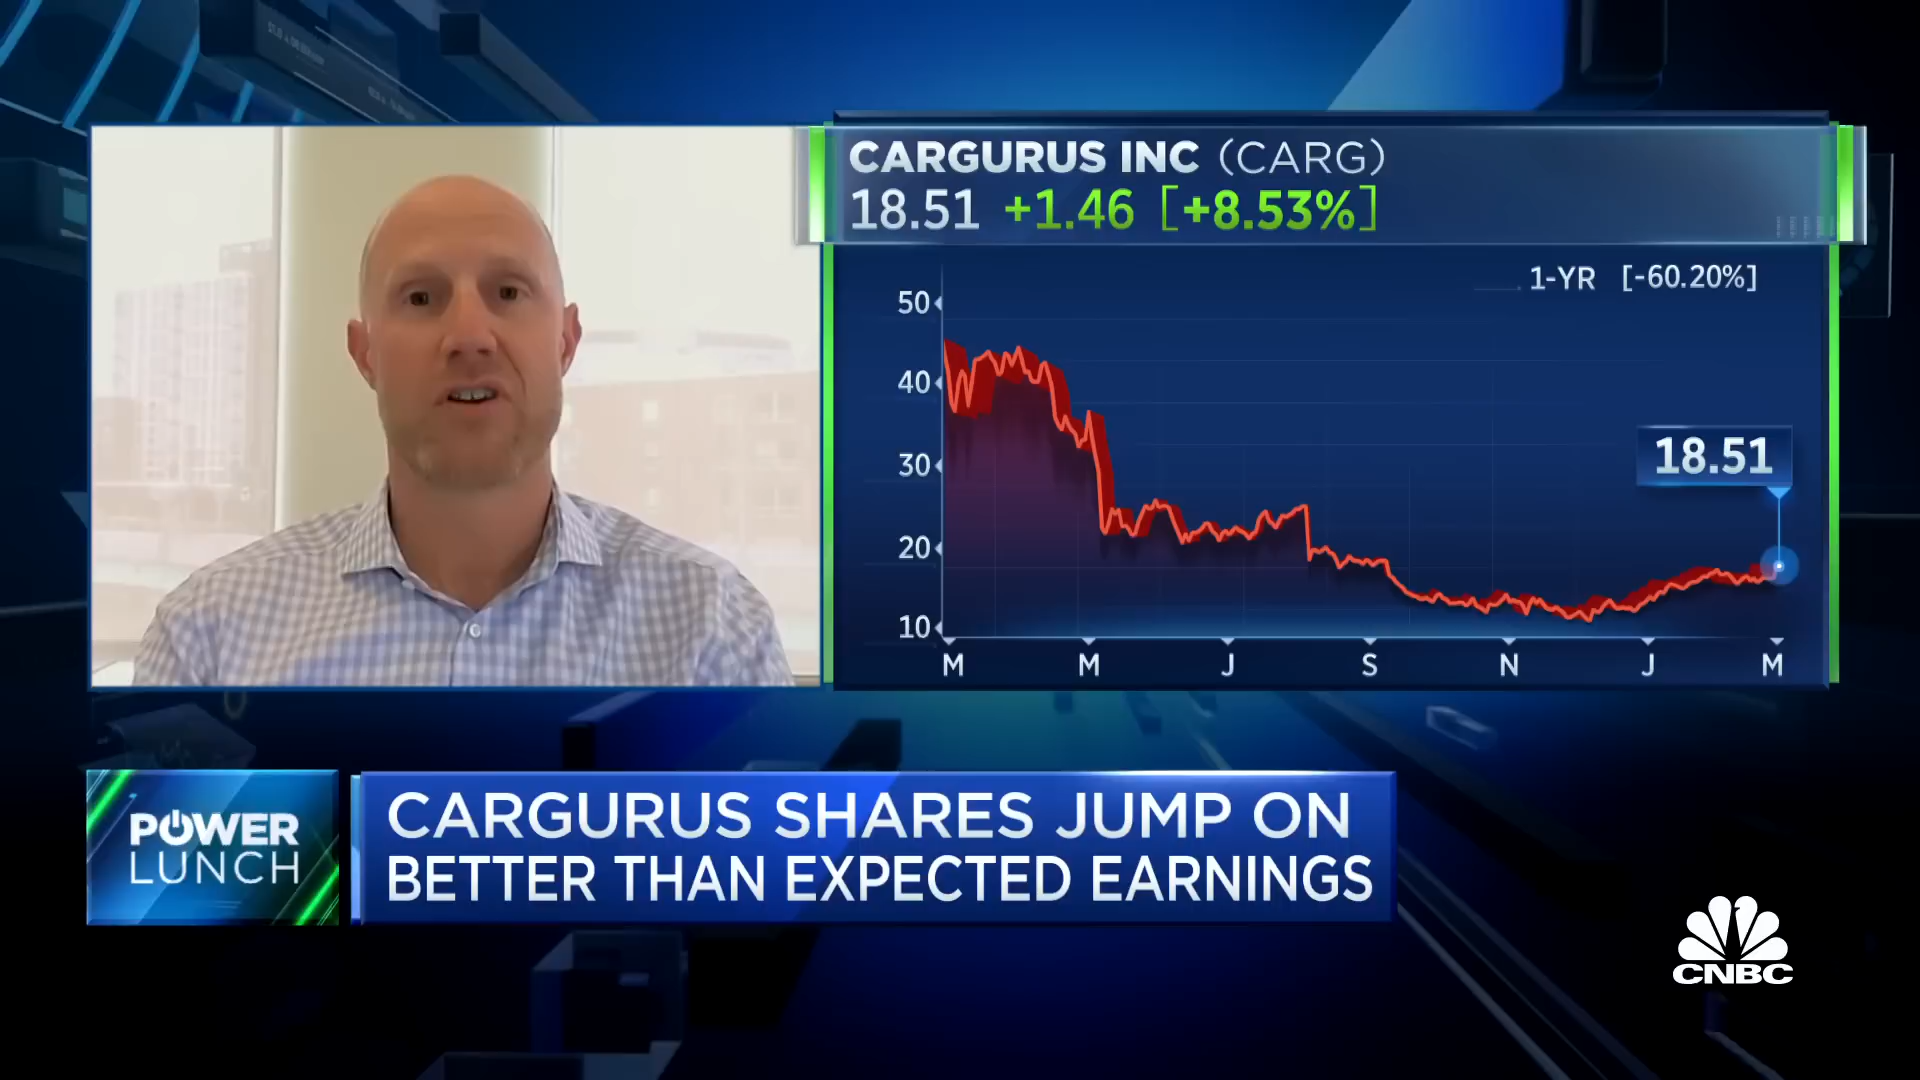 CARGURUS INC (CARG)
18.51 +1.46 [+8.53%]
1-YR [-60.20%]
50
40
30
20
10
18.51
M M J S N J M
POWER
LUNCH
CARGURUS SHARES JUMP ON
BETTER THAN EXPECTED EARNINGS
CNBC